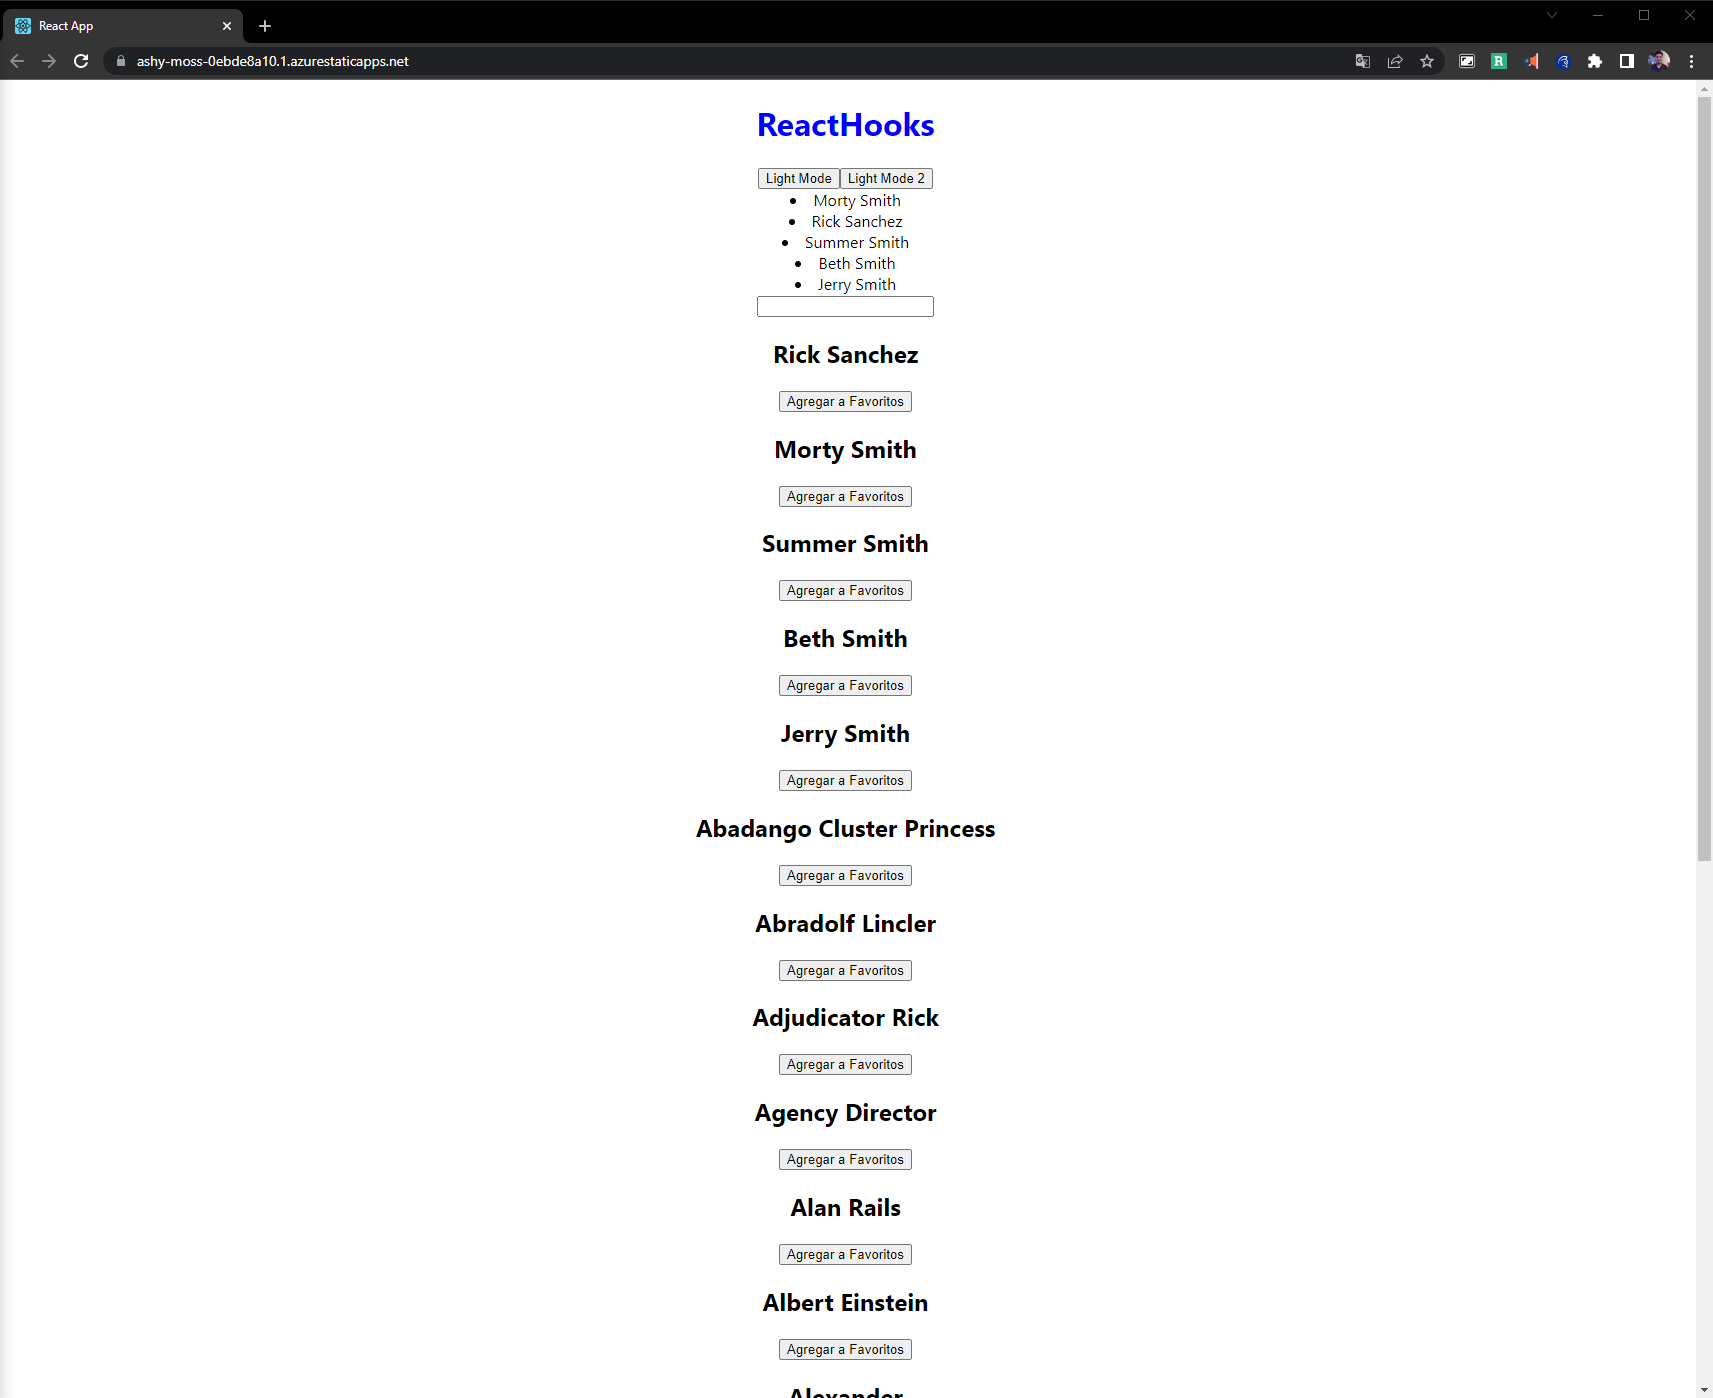 React App
ashy-moss-0ebde8a10.1.azurestaticapps.net
ReactHooks
Light Mode Light Mode 2
• Morty Smith
• Rick Sanchez
• Summer Smith
• Beth Smith
• Jerry Smith
Rick Sanchez
Agregar a Favoritos
Morty Smith
Agregar a Favoritos
Summer Smith
Agregar a Favoritos
Beth Smith
Agregar a Favoritos
Jerry Smith
Agregar a Favoritos
Abadango Cluster Princess
Agregar a Favoritos
Abradolf Lincler
Agregar a Favoritos
Adjudicator Rick
Agregar a Favoritos
Agency Director
Agregar a Favoritos
Alan Rails
Agregar a Favoritos
Albert Einstein
Agregar a Favoritos
Alexander